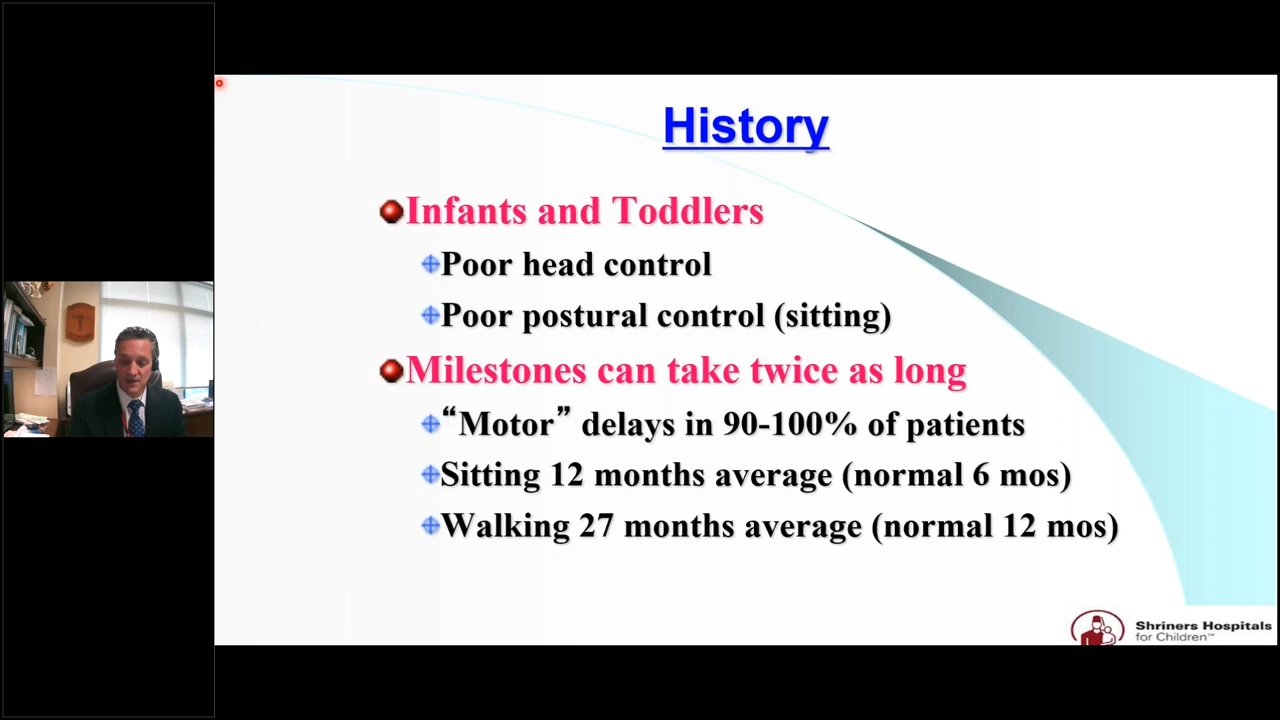 History
Infants and Toddlers
Poor head control
Poor postural control (sitting)
Milestones can take twice as long
“Motor” delays in 90-100% of patients
Sitting 12 months average (normal 6 mos)
Walking 27 months average (normal 12 mos)
Shriners Hospitals
for Children™